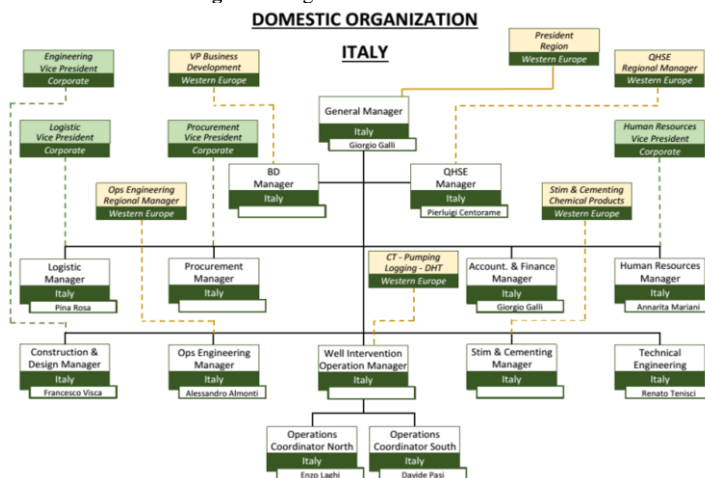 DOMESTIC ORGANIZATION
ITALY
Engineering
Vice President
Corporate
VP Business
Development
Western Europe
President
Region
Western Europe
QHSE
Regional Manager
Western Europe
General Manager
Italy
Giorgio Galli
Logistic
Vice President
Corporate
Procurement
Vice President
Corporate
Human Resources
Vice President
Corporate
BD
Manager
Italy
QHSE
Manager
Italy
Pierluigi Centorame
Ops Engineering
Regional Manager
Western Europe
Stim & Cementing
Chemical Products
Western Europe
CT - Pumping
Logging - DHT
Western Europe
Logistic
Manager
Italy
Pina Rosa
Procurement
Manager
Italy
Account. & Finance
Manager
Italy
Giorgio Galli
Human Resources
Manager
Italy
Annarita Mariani
Construction &
Design Manager
Italy
Francesco Visca
Ops Engineering
Manager
Italy
Alessandro Almonti
Well Intervention
Operation Manager
Italy
Stim & Cementing
Manager
Italy
Technical
Engineering
Italy
Renato Tenisci
Operations
Coordinator North
Italy
Enzo Laghi
Operations
Coordinator South
Italy
Davide Pasi